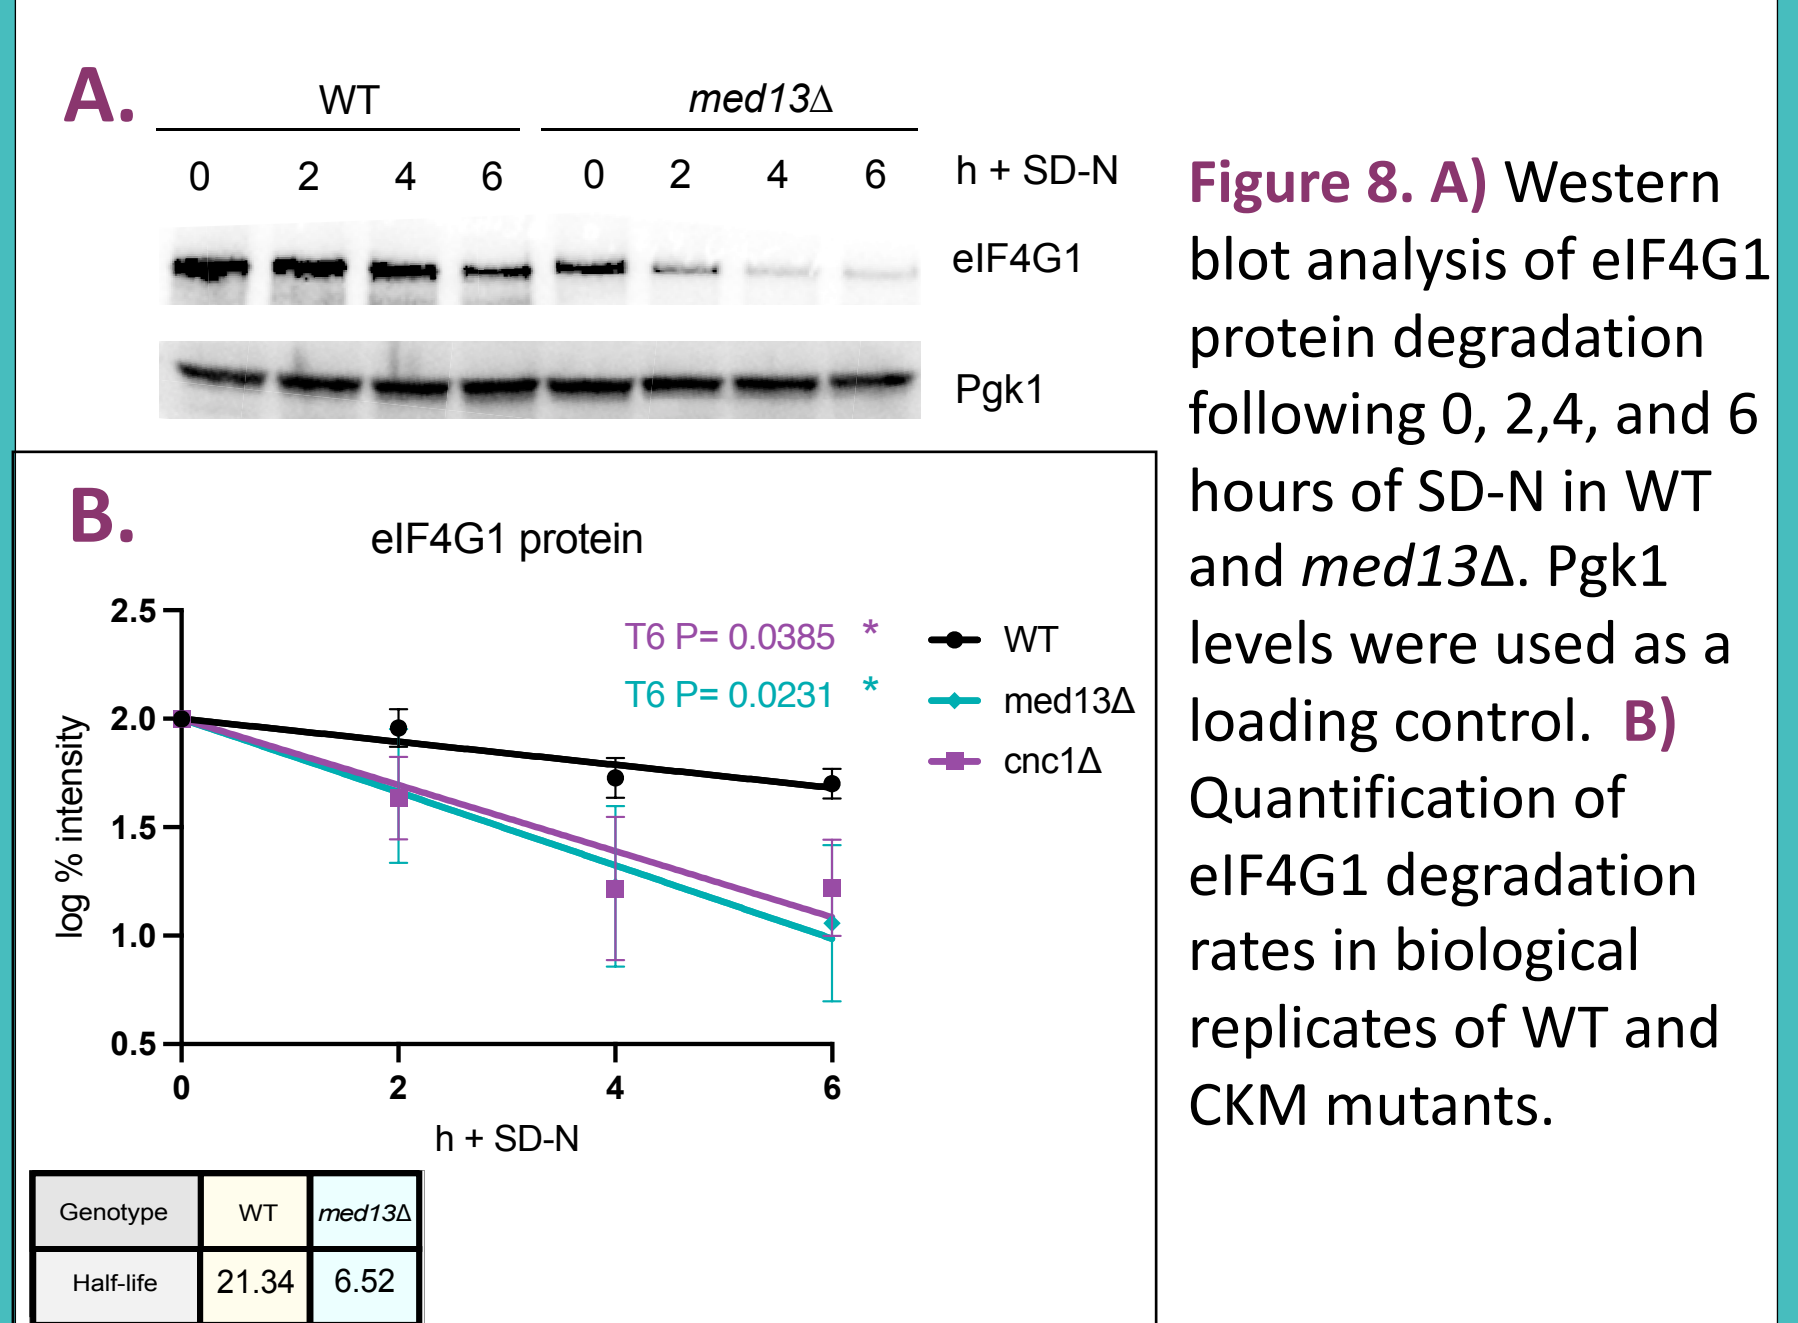 A.
WT med13Δ
0 2 4 6 0 2 4 6 h + SD-N
eIF4G1
Pgk1
B.
eIF4G1 protein
2.5
2.0
1.5
1.0
0.5
log % intensity
T6 P= 0.0385 *
T6 P= 0.0231 *
WT
med13Δ
cnc1Δ
0 2 4 6
h + SD-N
Genotype WT med13Δ
Half-life 21.34 6.52
Figure 8. A) Western
blot analysis of eIF4G1
protein degradation
following 0, 2,4, and 6
hours of SD-N in WT
and med13Δ. Pgk1
levels were used as a
loading control. B)
Quantification of
eIF4G1 degradation
rates in biological
replicates of WT and
CKM mutants.